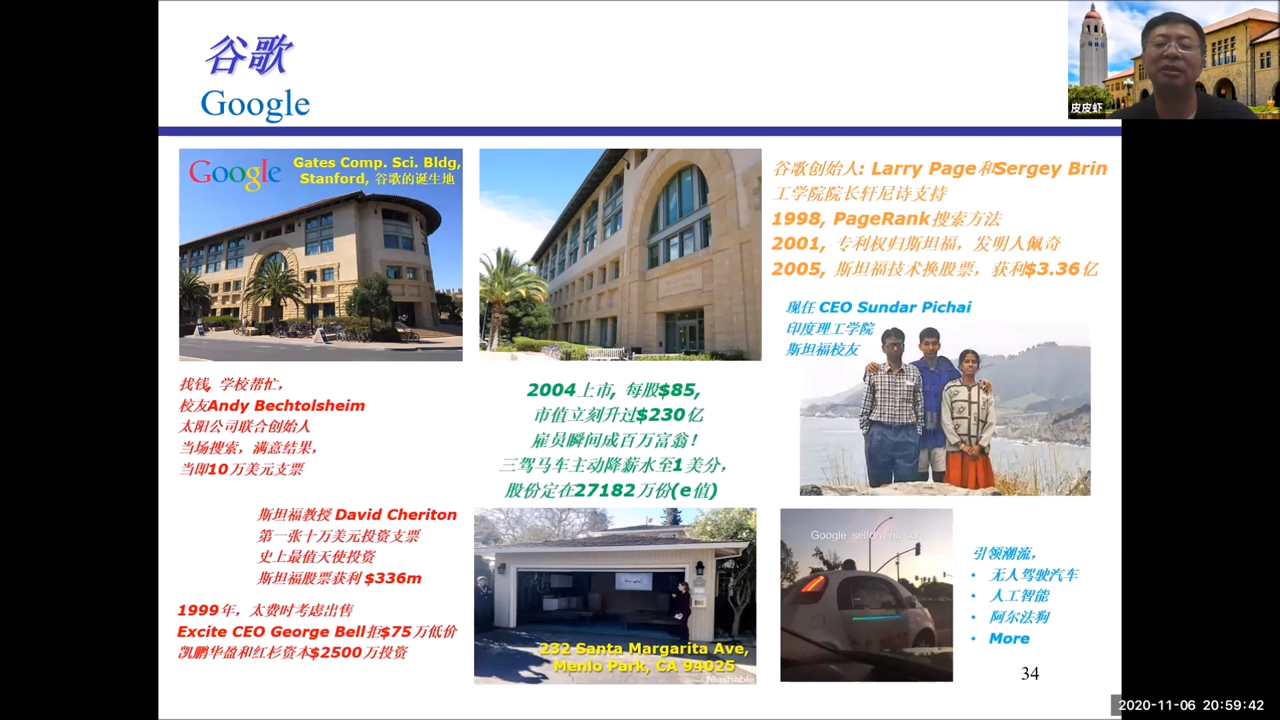 谷歌
Google
皮皮虾
Google
Gates Comp. Sci. Bldg,
Stanford, 谷歌的诞生地
谷歌创始人: Larry Page 和Sergey Brin
工学院院长轩尼诗支持
1998, PageRank 搜索方法
2001, 专利权归斯坦福，发明人佩奇
2005, 斯坦福技术换股票，获利$3.36亿
现任 CEO Sundar Pichai
印度理工学院
斯坦福校友
找钱，学校帮忙，
校友Andy Bechtolsheim
太阳公司联合创始人
当场搜索，满意结果，
当即10万美元支票
2004上市, 每股$85,
市值立刻升过$230亿
雇员瞬间成百万富翁！
三驾马车主动降薪水至1美分，
股份定在27182万份(e值)
斯坦福教授 David Cheriton
第一张十万美元投资支票
史上最值天使投资
斯坦福股票获利 $336m
1999年，太费时考虑出售
Excite CEO George Bell拒$75万低价
凯鹏华盈和红杉资本$2500万投资
Google
232 Santa Margarita Ave,
Menlo Park, CA 94025
Mashable
Google selfdriving car
引领潮流，
• 无人驾驶汽车
• 人工智能
• 阿尔法狗
• More
34
2020-11-06 20:59:42